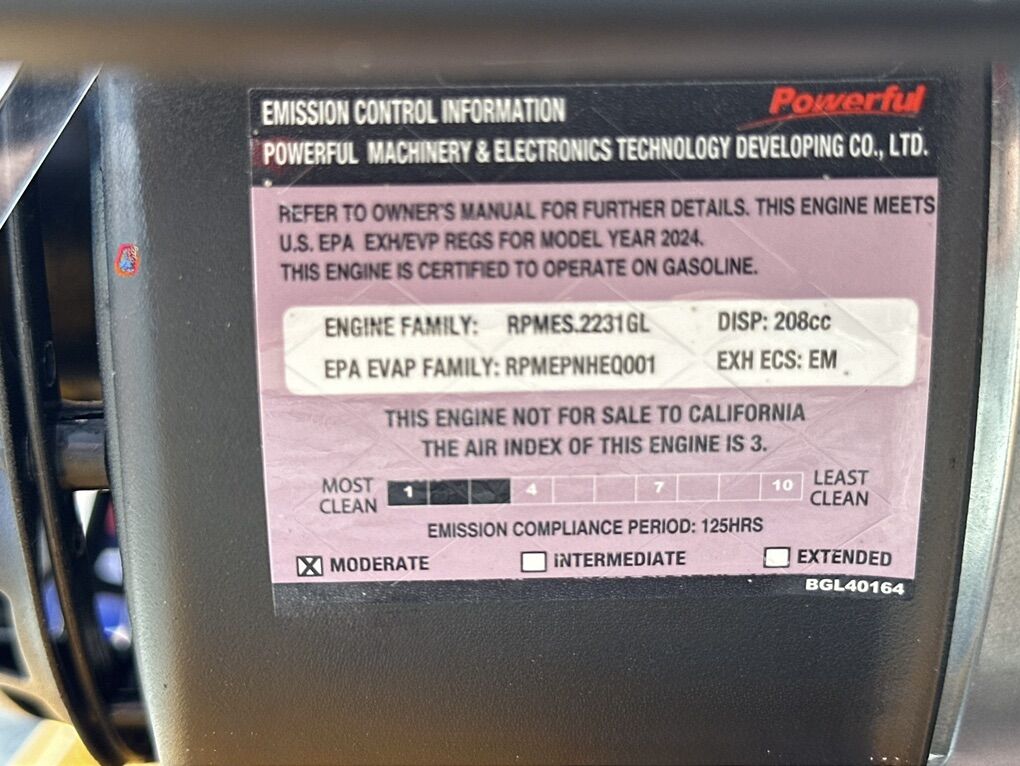 EMISSION CONTROL INFORMATION Powerful
POWERFUL MACHINERY & ELECTRONICS TECHNOLOGY DEVELOPING CO., LTD.
REFER TO OWNER'S MANUAL FOR FURTHER DETAILS. THIS ENGINE MEETS
U.S. EPA EXH/EVP REGS FOR MODEL YEAR 2024.
THIS ENGINE IS CERTIFIED TO OPERATE ON GASOLINE.
ENGINE FAMILY: RPMES.2231GL DISP: 208cc
EPA EVAP FAMILY: RPMEPNHEQ001 EXH ECS: EM
THIS ENGINE NOT FOR SALE TO CALIFORNIA
THE AIR INDEX OF THIS ENGINE IS 3.
MOST CLEAN 1 4 7 10 LEAST CLEAN
EMISSION COMPLIANCE PERIOD: 125HRS
X MODERATE INTERMEDIATE EXTENDED
BGL40164